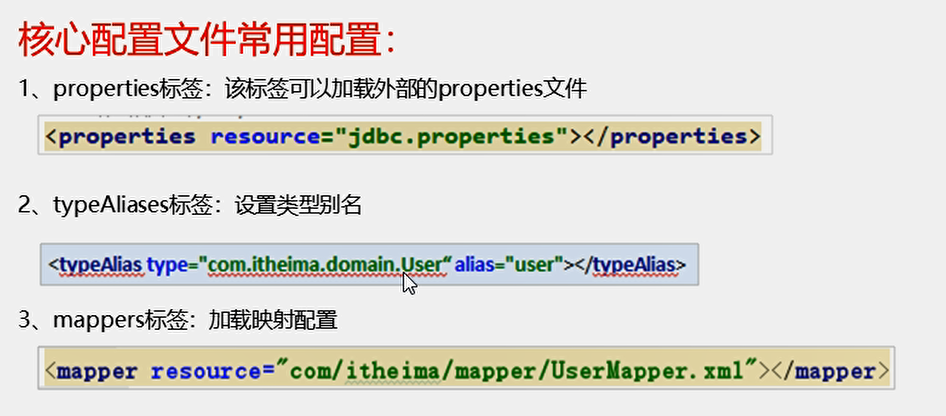 核心配置文件常用配置：
1、properties标签：该标签可以加载外部的properties文件
<properties resource="jdbc.properties"></properties>
2、typeAliases标签：设置类型别名
<typeAlias type="com.itheima.domain.User“ alias="user"></typeAlias>
3、mappers标签：加载映射配置
<mapper resource="com/itheima/mapper/UserMapper.xml"></mapper>